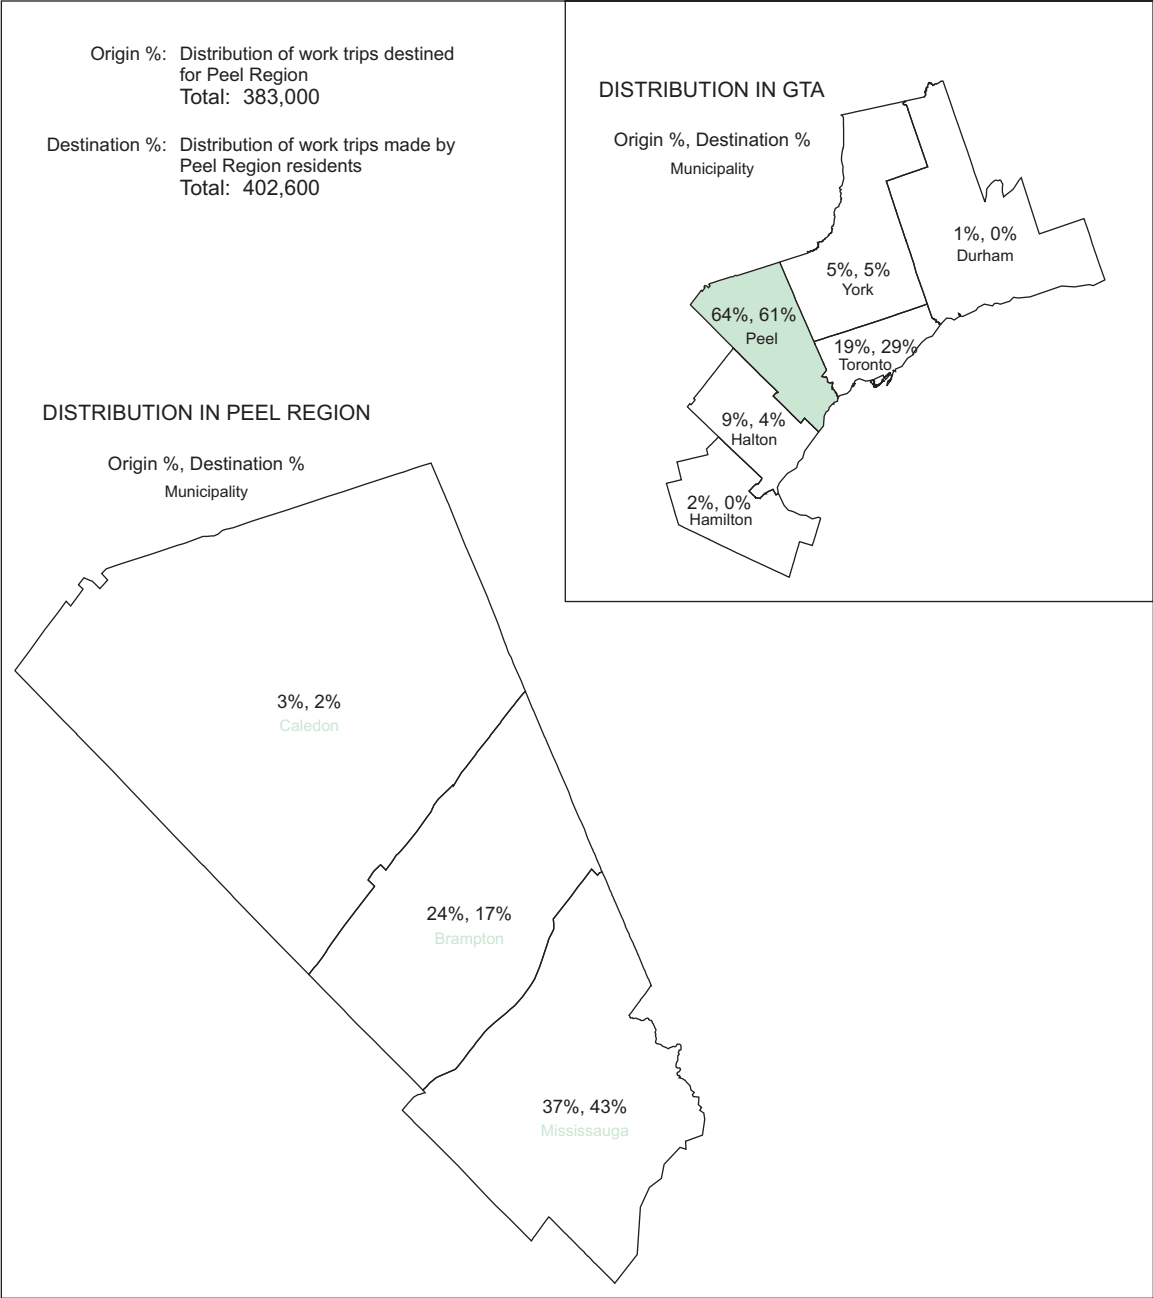 Origin %: Distribution of work trips destined
for Peel Region
Total: 383,000
Destination %: Distribution of work trips made by
Peel Region residents
Total: 402,600
DISTRIBUTION IN GTA
Origin %, Destination %
Municipality
1%, 0%
Durham
5%, 5%
York
64%, 61%
Peel
19%, 29%
Toronto
9%, 4%
Halton
2%, 0%
Hamilton
DISTRIBUTION IN PEEL REGION
Origin %, Destination %
Municipality
3%, 2%
Caledon
24%, 17%
Brampton
37%, 43%
Mississauga